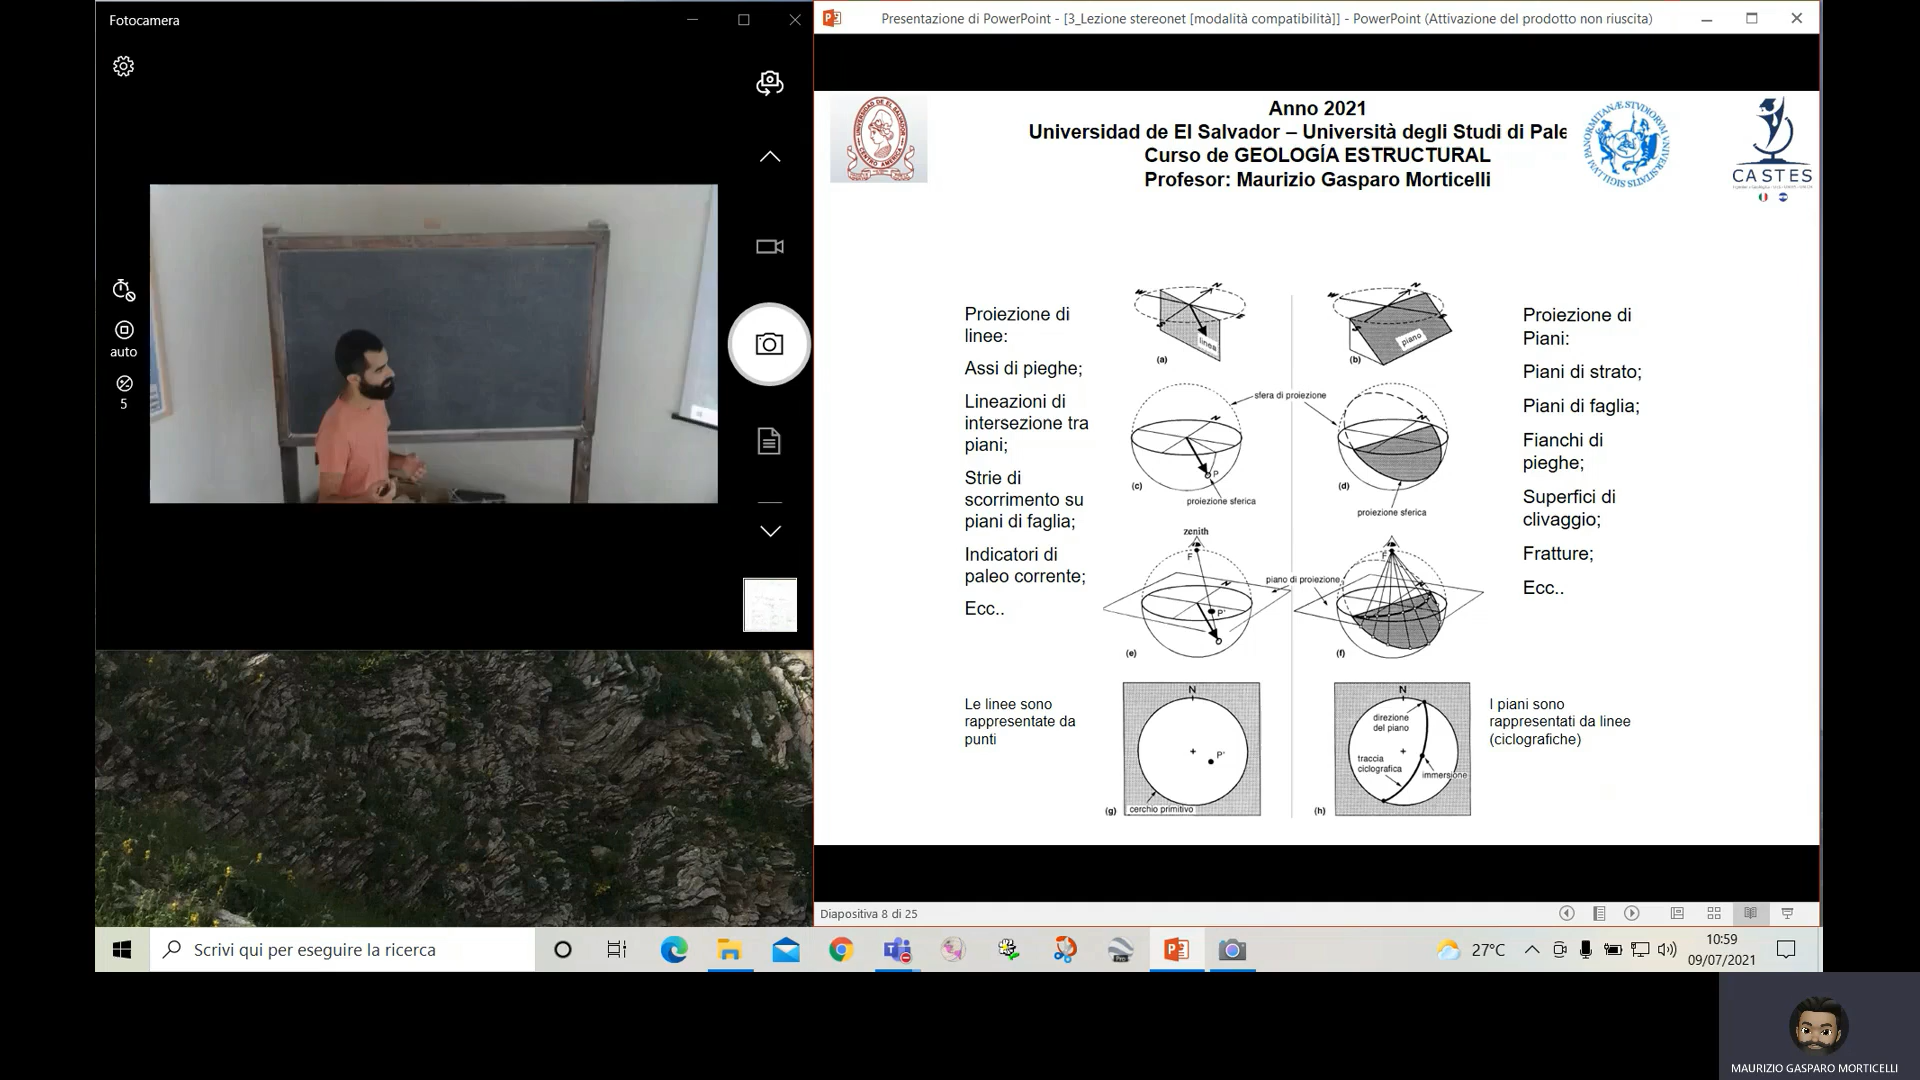 Fotocamera
auto
5
Presentazione di PowerPoint - [3_Lezione stereonet [modalità compatibilità]] - PowerPoint (Attivazione del prodotto non riuscita)
Anno 2021
Universidad de El Salvador – Università degli Studi di Pale
Curso de GEOLOGÍA ESTRUCTURAL
Profesor: Maurizio Gasparo Morticelli
CASTES
Proiezione di
linee:
Assi di pieghe;
Lineazioni di
intersezione tra
piani;
Strie di
scorrimento su
piani di faglia;
Indicatori di
paleo corrente;
Ecc..
Le linee sono
rappresentate da
punti
N
linea
(a)
N
piano
(b)
sfera di proiezione
N
P
(c)
proiezione sferica
N
(d)
proiezione sferica
zenith
F
N
P'
(e)
piano di proiezione
F
N
(f)
N
P'
(g)
cerchio primitivo
N
direzione
del piano
traccia
ciclografica
immersione
(h)
Proiezione di
Piani:
Piani di strato;
Piani di faglia;
Fianchi di
pieghe;
Superfici di
clivaggio;
Fratture;
Ecc..
I piani sono
rappresentati da linee
(ciclografiche)
Diapositiva 8 di 25
Scrivi qui per eseguire la ricerca
Pro
27°C
10:59
09/07/2021
MAURIZIO GASPARO MORTICELLI